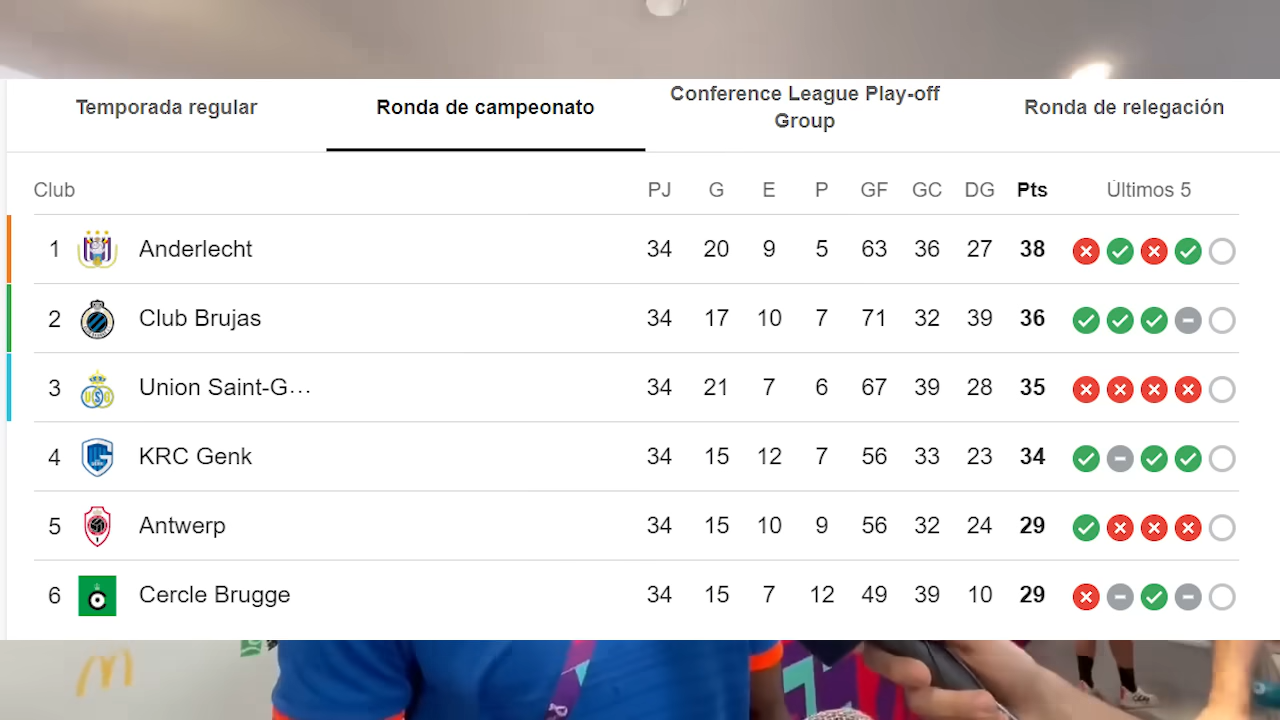 Temporada regular
Ronda de campeonato
Conference League Play-off
Group
Ronda de relegación
Club PJ G E P GF GC DG Pts Últimos 5
1 Anderlecht 34 20 9 5 63 36 27 38
2 Club Brujas 34 17 10 7 71 32 39 36
3 Union Saint-G... 34 21 7 6 67 39 28 35
4 KRC Genk 34 15 12 7 56 33 23 34
5 Antwerp 34 15 10 9 56 32 24 29
6 Cercle Brugge 34 15 7 12 49 39 10 29